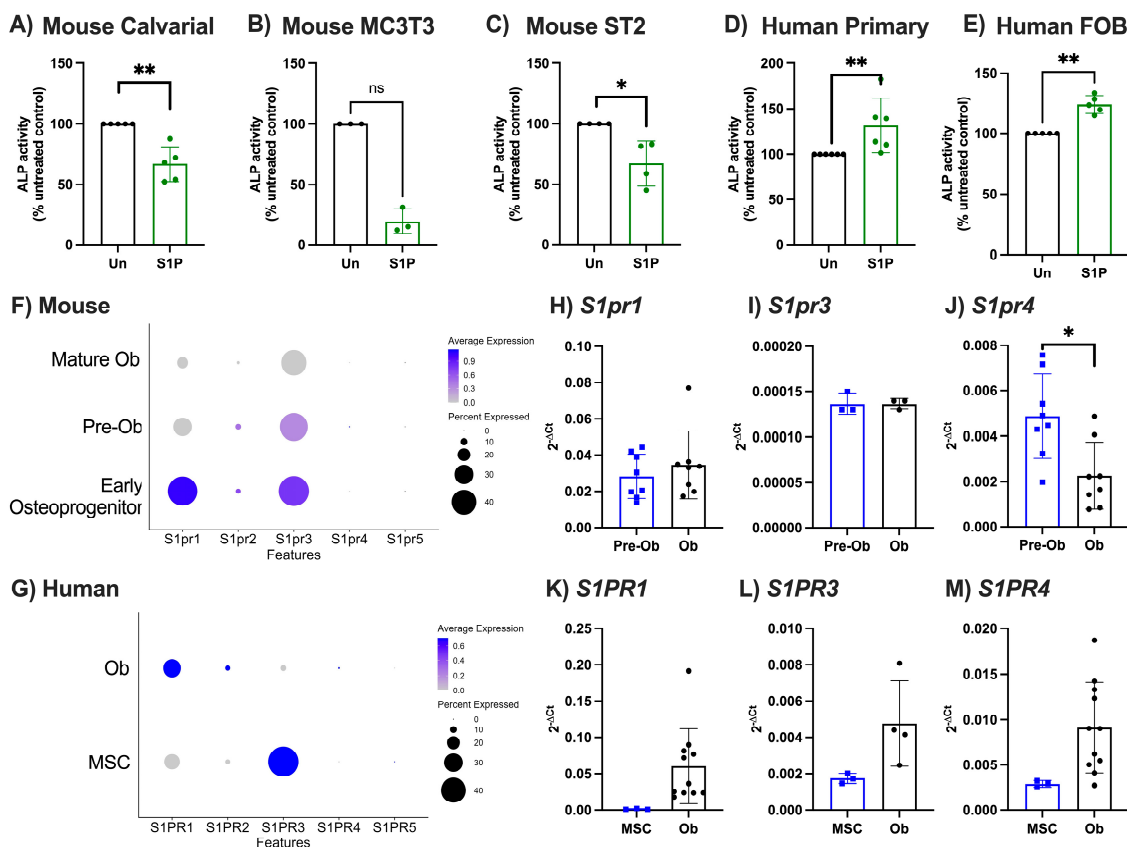 A) Mouse Calvarial
ALP activity
(% untreated control)
150
100
50
0
**
Un
S1P
B) Mouse MC3T3
ALP activity
(% untreated control)
150
100
50
0
ns
Un
S1P
C) Mouse ST2
ALP activity
(% untreated control)
150
100
50
0
*
Un
S1P
D) Human Primary
ALP activity
(% untreated control)
200
150
100
50
0
**
Un
S1P
E) Human FOB
ALP activity
(% untreated control)
150
100
50
0
**
Un
S1P
F) Mouse
Mature Ob
Pre-Ob
Early
Osteoprogenitor
S1pr1
S1pr2
S1pr3
S1pr4
S1pr5
Features
Average Expression
0.9
0.6
0.3
0.0
Percent Expressed
0
10
20
30
40
H) S1pr1
2-ΔCt
0.10
0.08
0.06
0.04
0.02
0.00
Pre-Ob
Ob
I) S1pr3
2-ΔCt
0.00020
0.00015
0.00010
0.00005
0.00000
Pre-Ob
Ob
J) S1pr4
2-ΔCt
0.008
0.006
0.004
0.002
0.000
*
Pre-Ob
Ob
G) Human
Ob
MSC
S1PR1
S1PR2
S1PR3
S1PR4
S1PR5
Features
Average Expression
0.6
0.4
0.2
0.0
Percent Expressed
0
10
20
30
40
K) S1PR1
2-ΔCt
0.25
0.20
0.15
0.10
0.05
0.00
MSC
Ob
L) S1PR3
2-ΔCt
0.010
0.008
0.006
0.004
0.002
0.000
MSC
Ob
M) S1PR4
2-ΔCt
0.020
0.015
0.010
0.005
0.000
MSC
Ob